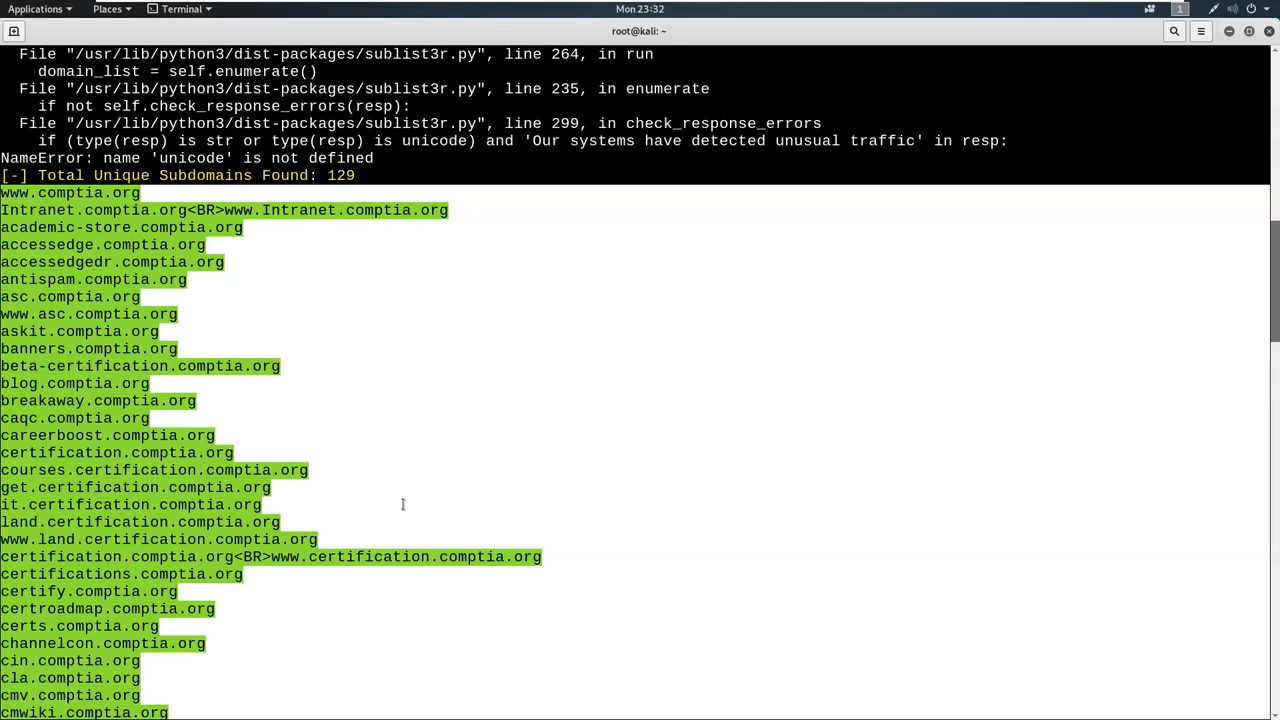 Applications Places Terminal Mon 23:32 1
root@kali: ~
File "/usr/lib/python3/dist-packages/sublist3r.py", line 264, in run
domain_list = self.enumerate()
File "/usr/lib/python3/dist-packages/sublist3r.py", line 235, in enumerate
if not self.check_response_errors(resp):
File "/usr/lib/python3/dist-packages/sublist3r.py", line 299, in check_response_errors
if (type(resp) is str or type(resp) is unicode) and 'Our systems have detected unusual traffic' in resp:
NameError: name 'unicode' is not defined
[-] Total Unique Subdomains Found: 129
www.comptia.org
Intranet.comptia.org<BR>www.Intranet.comptia.org
academic-store.comptia.org
accessedge.comptia.org
accessedgedr.comptia.org
antispam.comptia.org
asc.comptia.org
www.asc.comptia.org
askit.comptia.org
banners.comptia.org
beta-certification.comptia.org
blog.comptia.org
breakaway.comptia.org
caqc.comptia.org
careerboost.comptia.org
certification.comptia.org
courses.certification.comptia.org
get.certification.comptia.org
it.certification.comptia.org
land.certification.comptia.org
www.land.certification.comptia.org
certification.comptia.org<BR>www.certification.comptia.org
certifications.comptia.org
certify.comptia.org
certroadmap.comptia.org
certs.comptia.org
channelcon.comptia.org
cin.comptia.org
cla.comptia.org
cmv.comptia.org
cmwiki.comptia.org